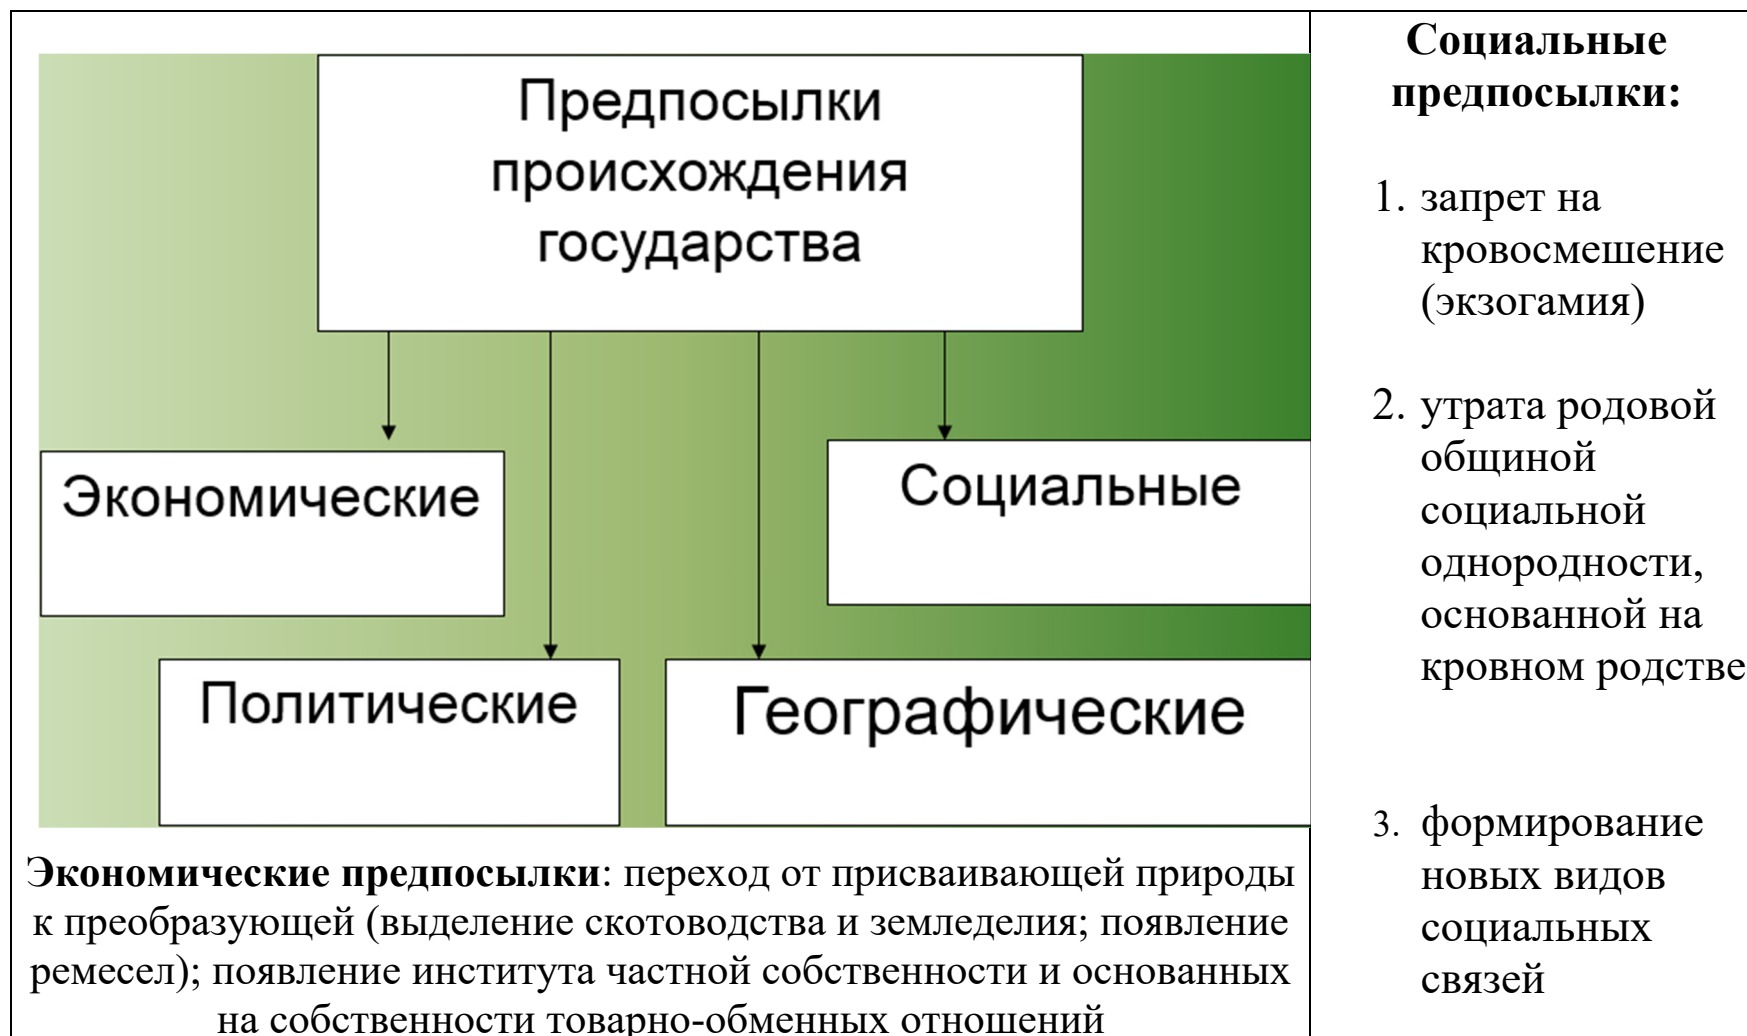 Предпосылки
происхождения
государства
Экономические
Социальные
Политические
Географические
Экономические предпосылки: переход от присваивающей природы
к преобразующей (выделение скотоводства и земледелия; появление
ремесел); появление института частной собственности и основанных
на собственности товарно-обменных отношений
Социальные
предпосылки:
1. запрет на
кровосмешение
(экзогамия)
2. утрата родовой
общиной
социальной
однородности,
основанной на
кровном родстве
3. формирование
новых видов
социальных
связей